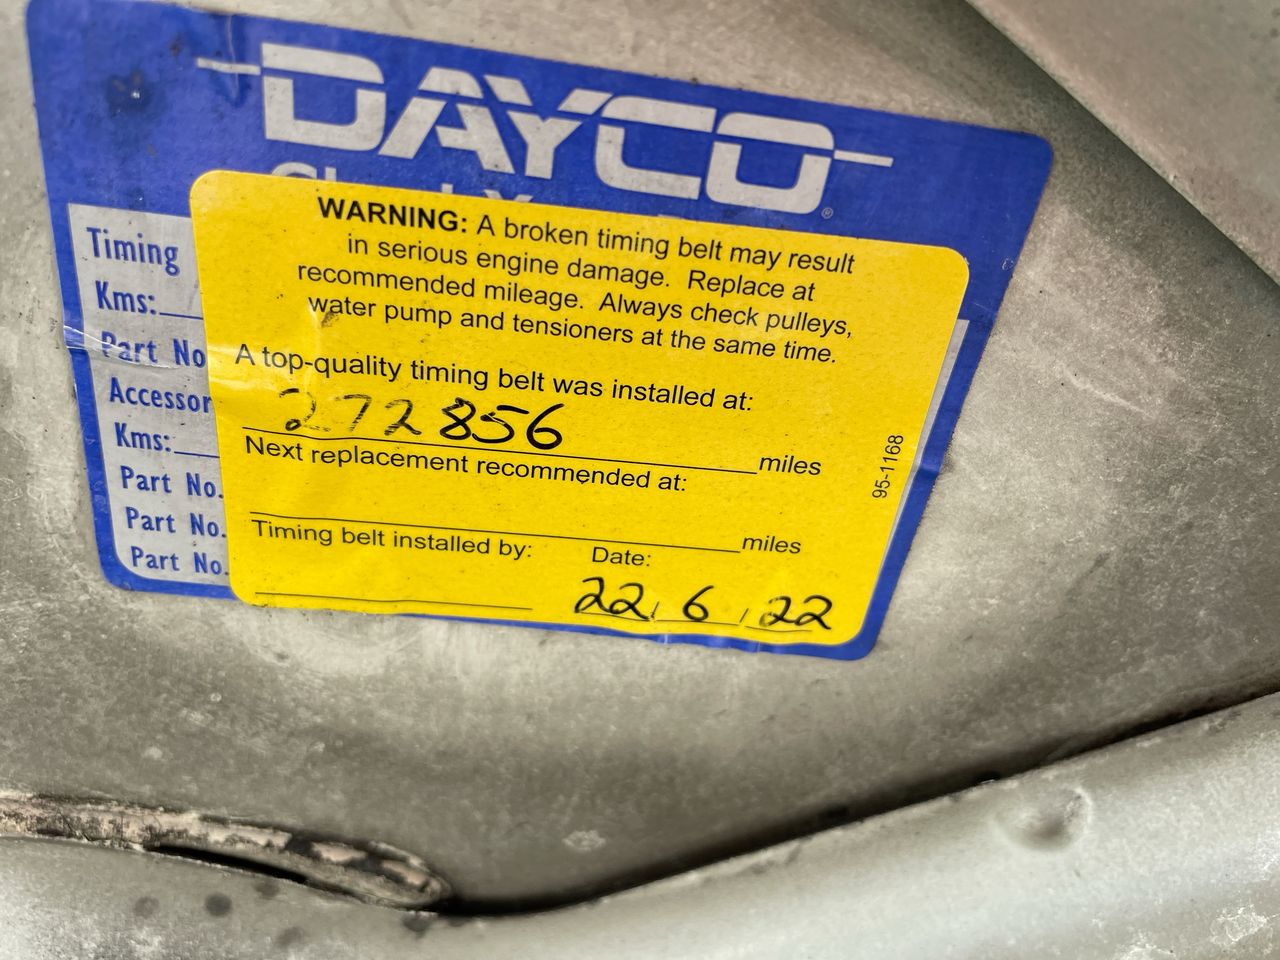 DAYCO®
WARNING: A broken timing belt may result
in serious engine damage. Replace at
recommended mileage. Always check pulleys,
water pump and tensioners at the same time.
A top-quality timing belt was installed at:
272856 miles
Next replacement recommended at:
miles
Timing belt installed by: Date:
22, 6, 22
95-1168
Timing
Kms:
Part No
Accessor
Kms:
Part No.
Part No.
Part No.